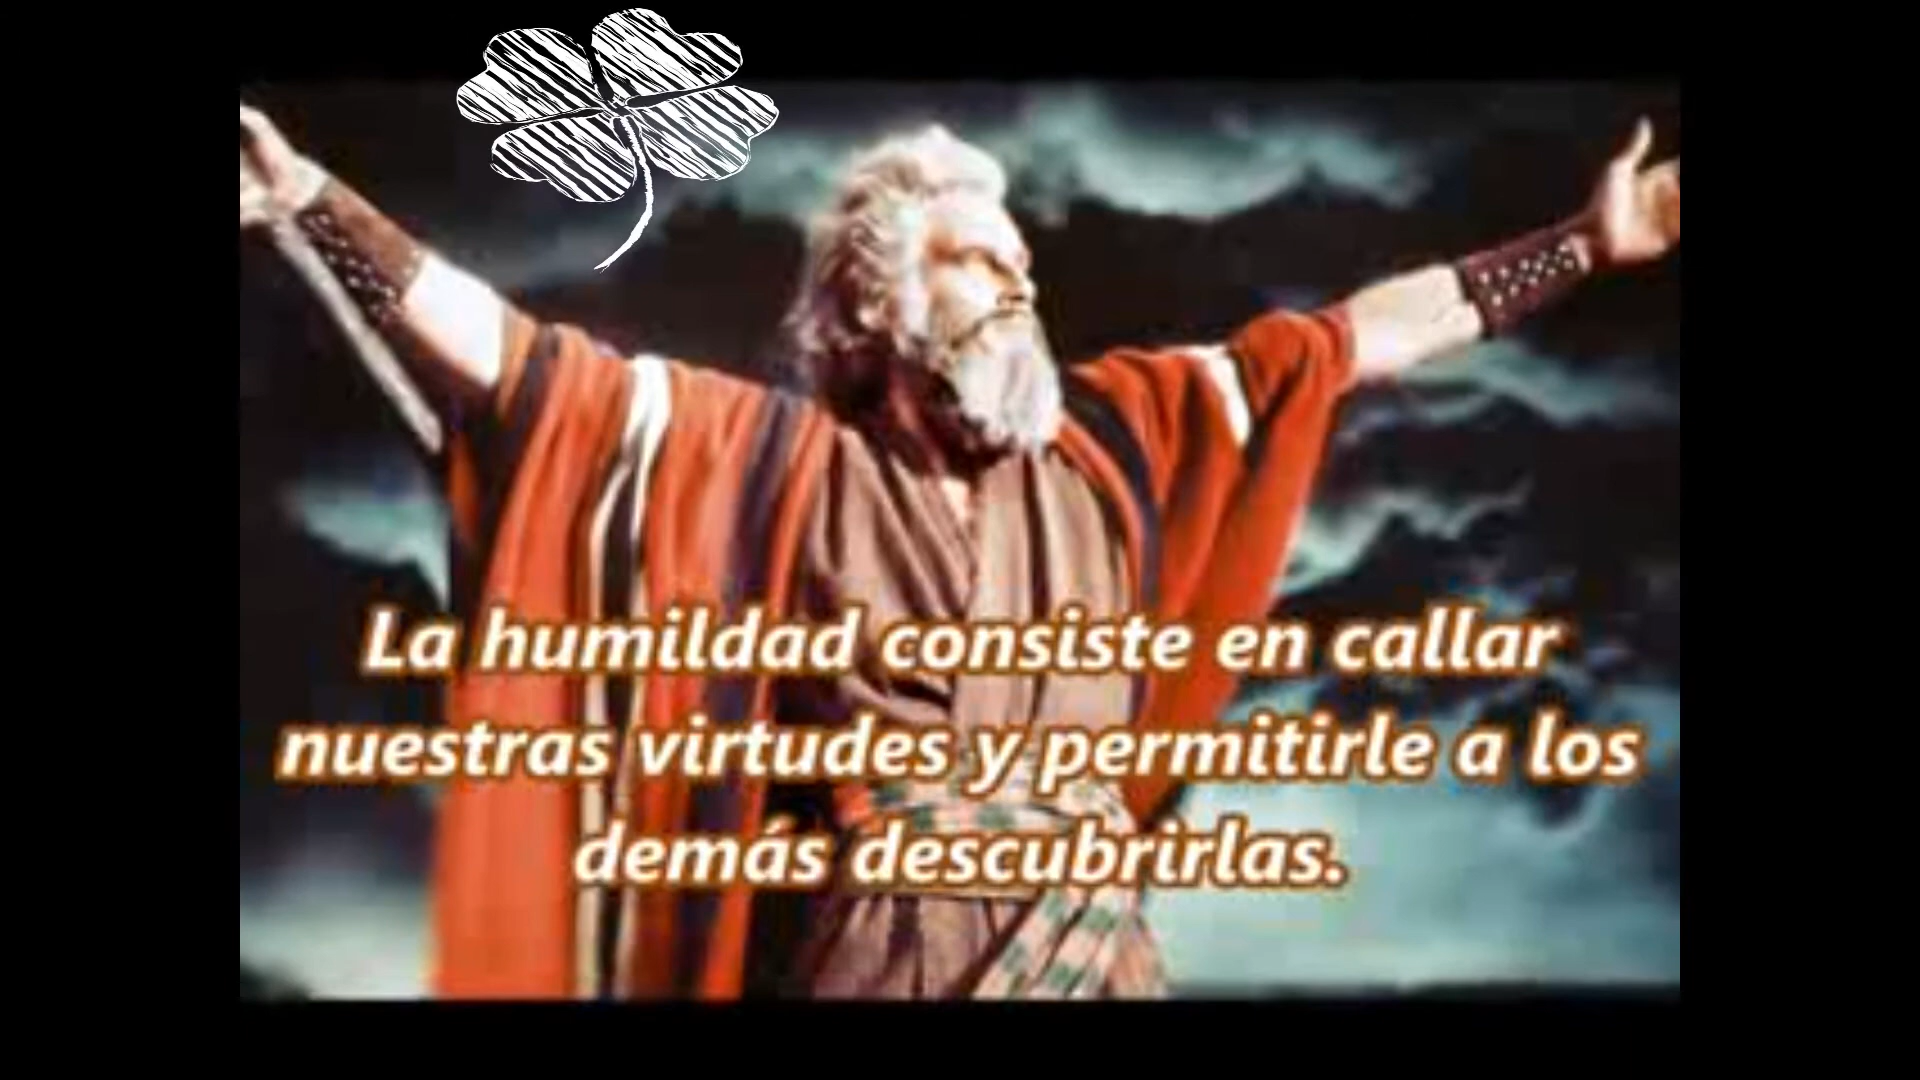 La humildad consiste en callar
nuestras virtudes y permitirle a los
demás descubrirlas.